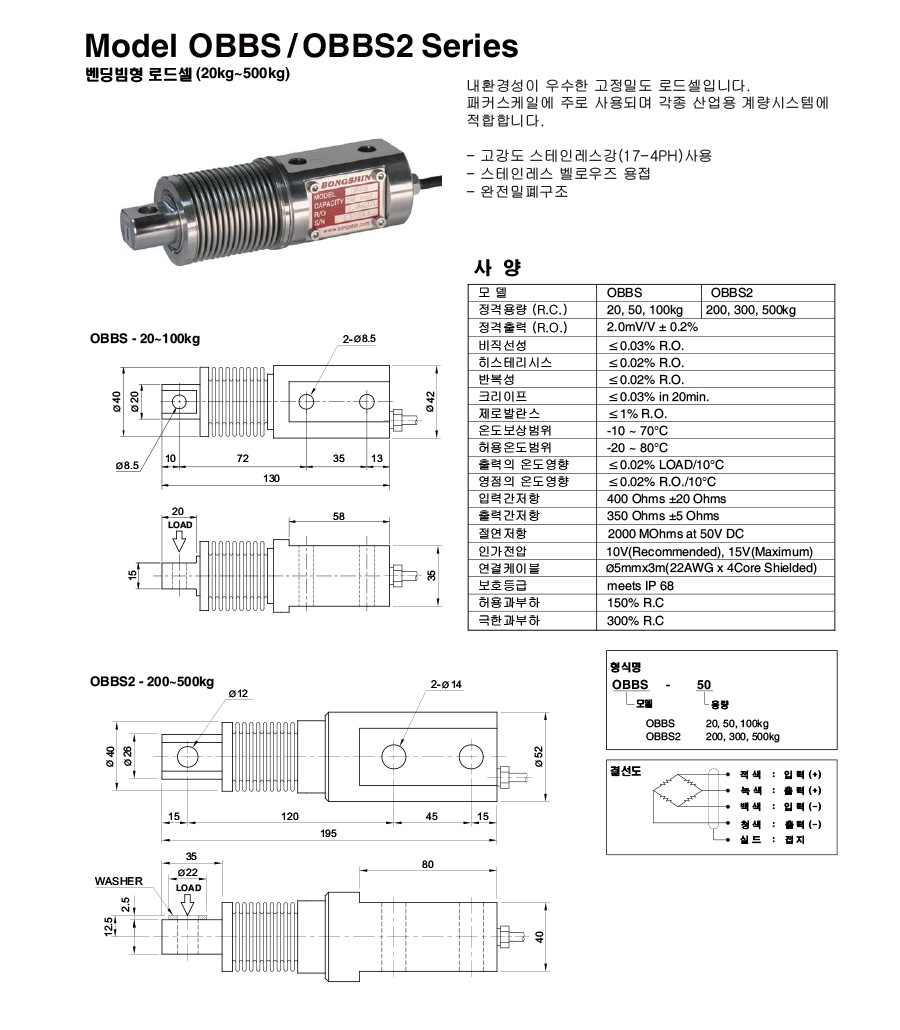 Model OBBS / OBBS2 Series
벤딩빔형 로드셀 (20kg~500kg)
내환경성이 우수한 고정밀도 로드셀입니다.
패커스케일에 주로 사용되며 각종 산업용 계량시스템에
적합합니다.
- 고강도 스테인레스강(17-4PH)사용
- 스테인레스 벨로우즈 용접
- 완전밀폐구조
BONGSHIN
MODEL
CAPACITY
R/O
S/N
www.bongshin.com
사 양
모 델 OBBS OBBS2
정격용량 (R.C.) 20, 50, 100kg 200, 300, 500kg
정격출력 (R.O.) 2.0mV/V ± 0.2%
비직선성 ≤0.03% R.O.
히스테리시스 ≤0.02% R.O.
반복성 ≤0.02% R.O.
크리이프 ≤0.03% in 20min.
제로발란스 ≤1% R.O.
온도보상범위 -10 ~ 70°C
허용온도범위 -20 ~ 80°C
출력의 온도영향 ≤0.02% LOAD/10°C
영점의 온도영향 ≤0.02% R.O./10°C
입력간저항 400 Ohms ±20 Ohms
출력간저항 350 Ohms ±5 Ohms
절연저항 2000 MOhms at 50V DC
인가전압 10V(Recommended), 15V(Maximum)
연결케이블 Ø5mmx3m(22AWG x 4Core Shielded)
보호등급 meets IP 68
허용과부하 150% R.C
극한과부하 300% R.C
OBBS - 20~100kg
2-Ø8.5
Ø40
Ø20
Ø42
Ø8.5
10 72 35 13
130
20
LOAD
58
15
35
OBBS2 - 200~500kg
Ø12
2-Ø14
Ø40
Ø26
Ø52
15 120 45 15
195
35
Ø22
WASHER
LOAD
80
2.5
12.5
40
형식명
OBBS - 50
모델 용량
OBBS 20, 50, 100kg
OBBS2 200, 300, 500kg
결선도
적색 : 입력(+)
녹색 : 출력(+)
백색 : 입력(-)
청색 : 출력(-)
실드 : 접지